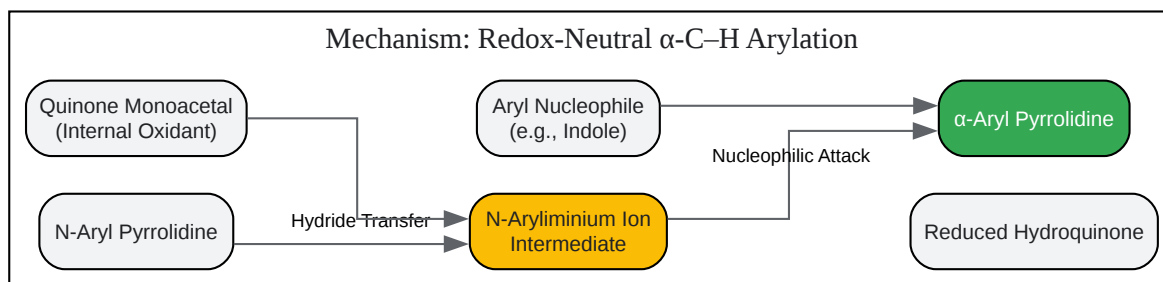 Mechanism: Redox-Neutral α-C–H Arylation
Quinone Monoacetal
(Internal Oxidant)
Aryl Nucleophile
(e.g., Indole)
α-Aryl Pyrrolidine
Nucleophilic Attack
N-Aryl Pyrrolidine
Hydride Transfer
N-Aryliminium Ion
Intermediate
Reduced Hydroquinone